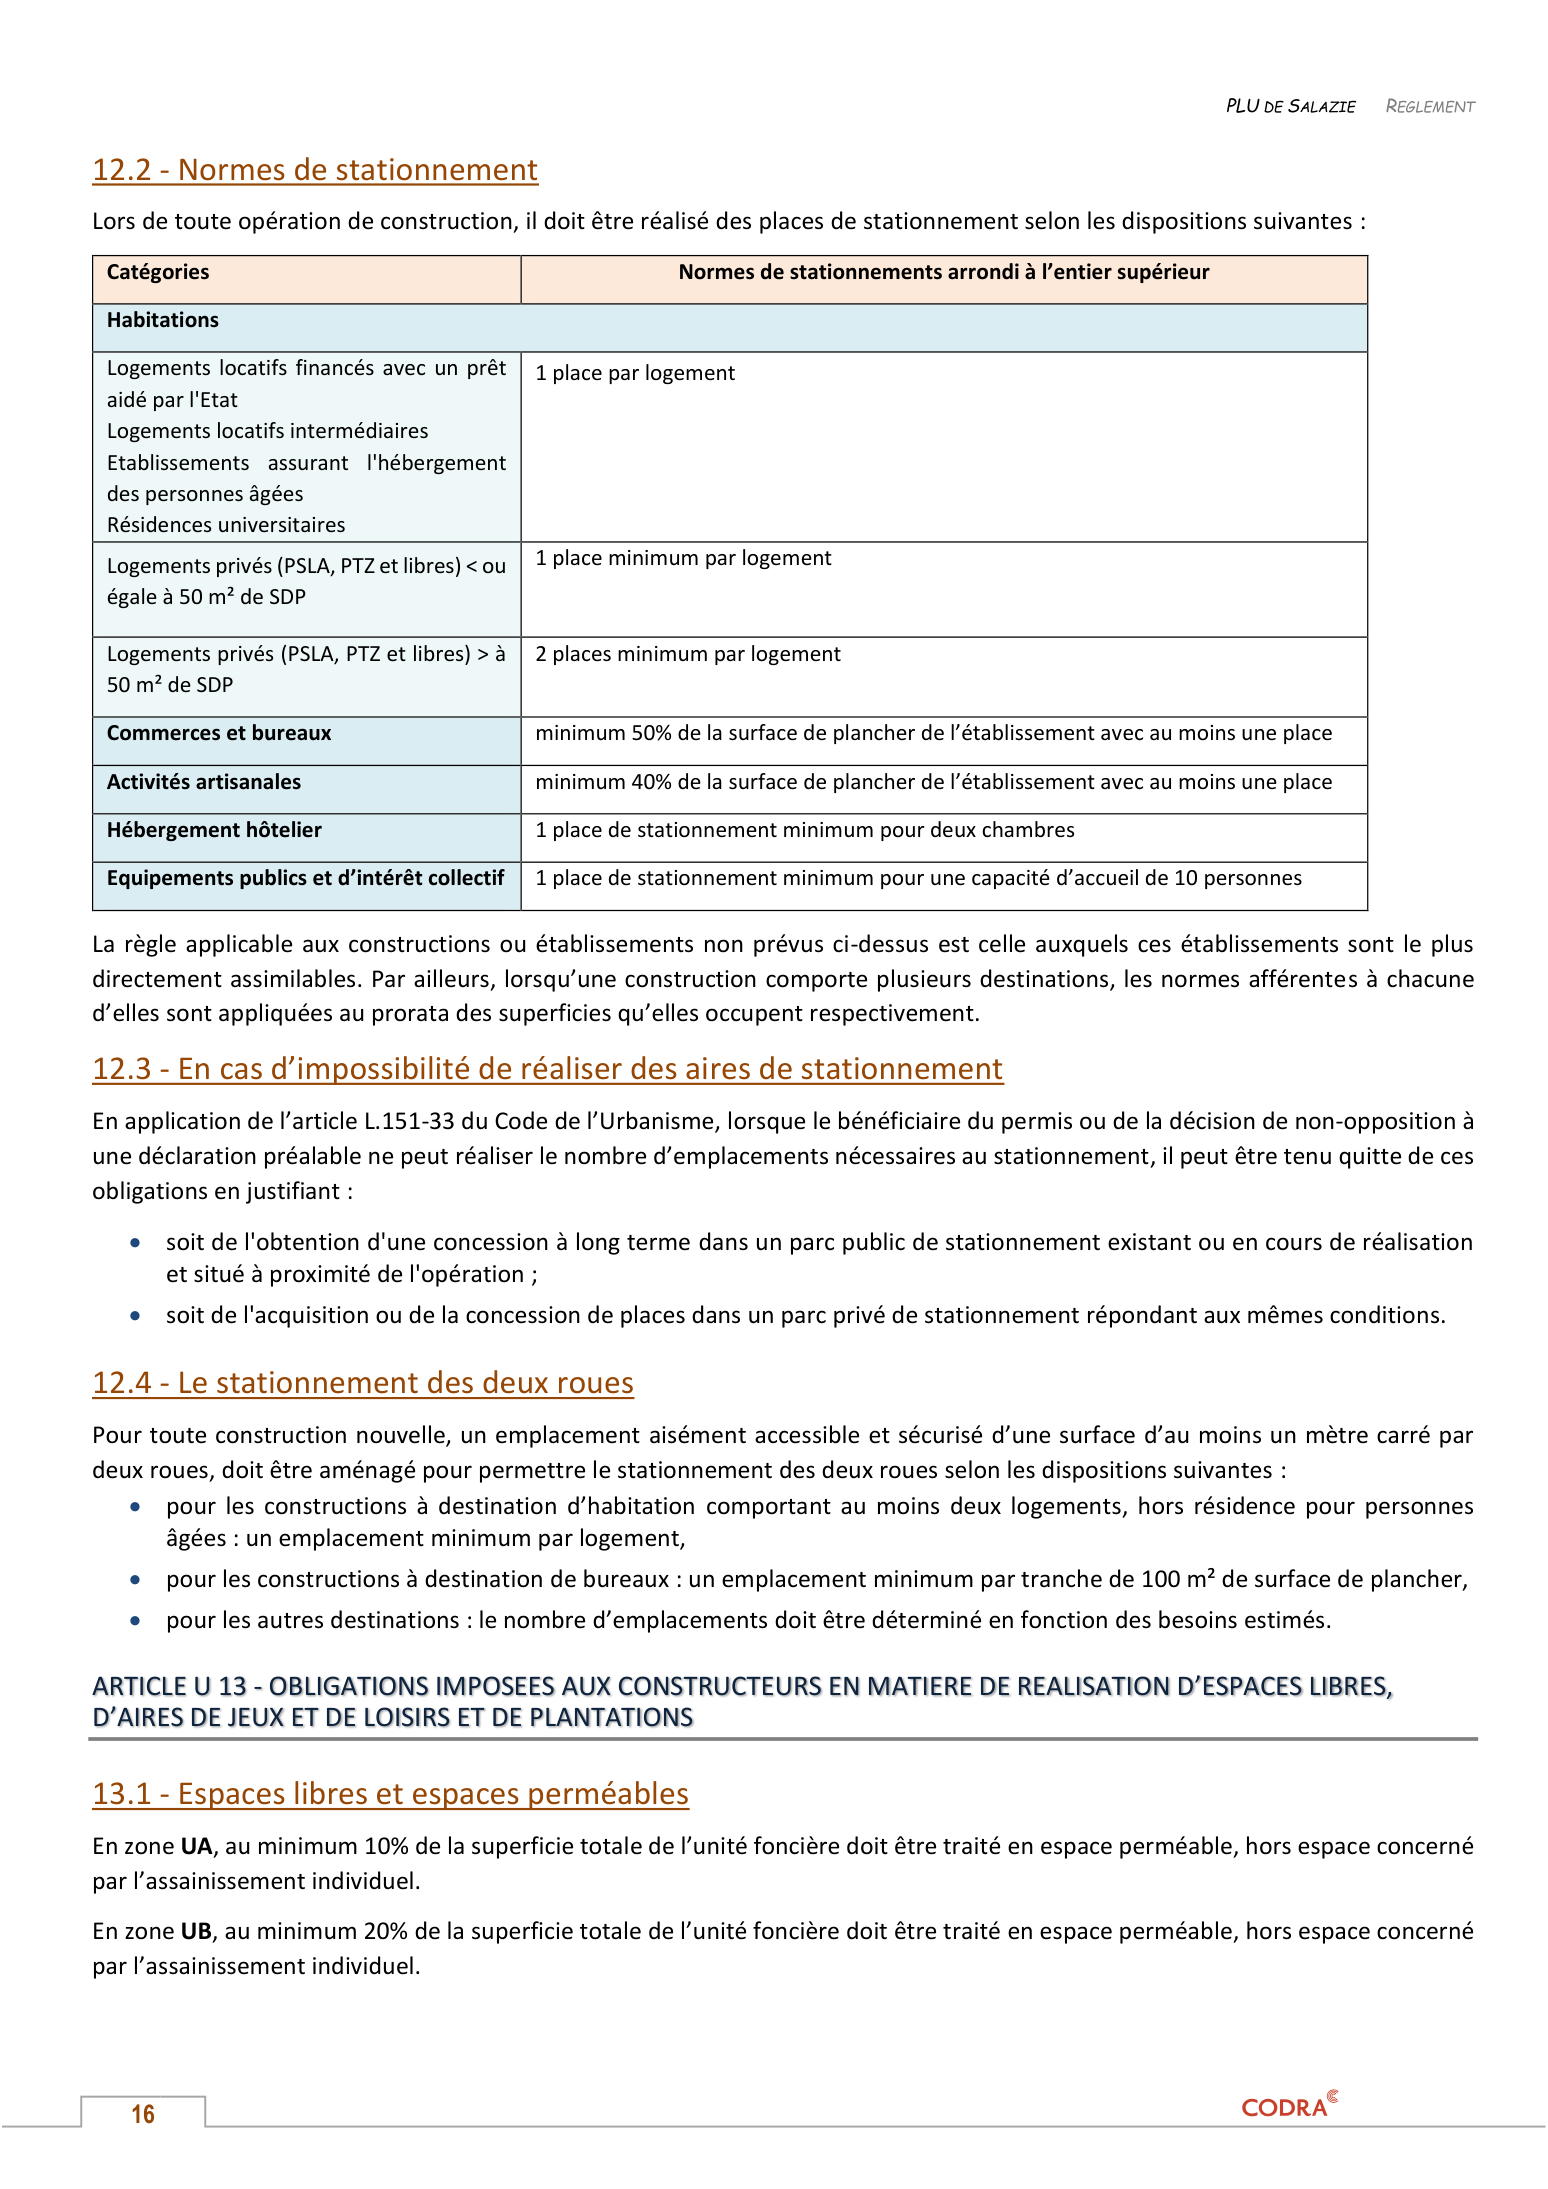 PLU DE SALAZIE REGLEMENT
12.2 - Normes de stationnement
Lors de toute opération de construction, il doit être réalisé des places de stationnement selon les dispositions suivantes :
Catégories
Normes de stationnements arrondi à l’entier supérieur
Habitations
Logements locatifs financés avec un prêt
aidé par l'Etat
Logements locatifs intermédiaires
Etablissements assurant l'hébergement
des personnes âgées
Résidences universitaires
1 place par logement
Logements privés (PSLA, PTZ et libres) < ou
égale à 50 m² de SDP
1 place minimum par logement
Logements privés (PSLA, PTZ et libres) > à
50 m² de SDP
2 places minimum par logement
Commerces et bureaux
minimum 50% de la surface de plancher de l’établissement avec au moins une place
Activités artisanales
minimum 40% de la surface de plancher de l’établissement avec au moins une place
Hébergement hôtelier
1 place de stationnement minimum pour deux chambres
Equipements publics et d’intérêt collectif
1 place de stationnement minimum pour une capacité d’accueil de 10 personnes
La règle applicable aux constructions ou établissements non prévus ci-dessus est celle auxquels ces établissements sont le plus
directement assimilables. Par ailleurs, lorsqu’une construction comporte plusieurs destinations, les normes afférentes à chacune
d’elles sont appliquées au prorata des superficies qu’elles occupent respectivement.
12.3 - En cas d’impossibilité de réaliser des aires de stationnement
En application de l’article L.151-33 du Code de l’Urbanisme, lorsque le bénéficiaire du permis ou de la décision de non-opposition à
une déclaration préalable ne peut réaliser le nombre d’emplacements nécessaires au stationnement, il peut être tenu quitte de ces
obligations en justifiant :
• soit de l'obtention d'une concession à long terme dans un parc public de stationnement existant ou en cours de réalisation
et situé à proximité de l'opération ;
• soit de l'acquisition ou de la concession de places dans un parc privé de stationnement répondant aux mêmes conditions.
12.4 - Le stationnement des deux roues
Pour toute construction nouvelle, un emplacement aisément accessible et sécurisé d’une surface d’au moins un mètre carré par
deux roues, doit être aménagé pour permettre le stationnement des deux roues selon les dispositions suivantes :
• pour les constructions à destination d’habitation comportant au moins deux logements, hors résidence pour personnes
âgées : un emplacement minimum par logement,
• pour les constructions à destination de bureaux : un emplacement minimum par tranche de 100 m² de surface de plancher,
• pour les autres destinations : le nombre d’emplacements doit être déterminé en fonction des besoins estimés.
ARTICLE U 13 - OBLIGATIONS IMPOSEES AUX CONSTRUCTEURS EN MATIERE DE REALISATION D’ESPACES LIBRES,
D’AIRES DE JEUX ET DE LOISIRS ET DE PLANTATIONS
13.1 - Espaces libres et espaces perméables
En zone UA, au minimum 10% de la superficie totale de l’unité foncière doit être traité en espace perméable, hors espace concerné
par l’assainissement individuel.
En zone UB, au minimum 20% de la superficie totale de l’unité foncière doit être traité en espace perméable, hors espace concerné
par l’assainissement individuel.
16
CODRA